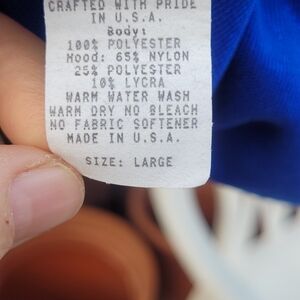 CRAFTED WITH PRIDE
IN U.S.A.
Body:
100% POLYESTER
Hood: 65% NYLON
25% POLYESTER
10% LYCRA
WARM WATER WASH
WARM DRY NO BLEACH
NO FABRIC SOFTENER
MADE IN U.S.A.
SIZE: LARGE